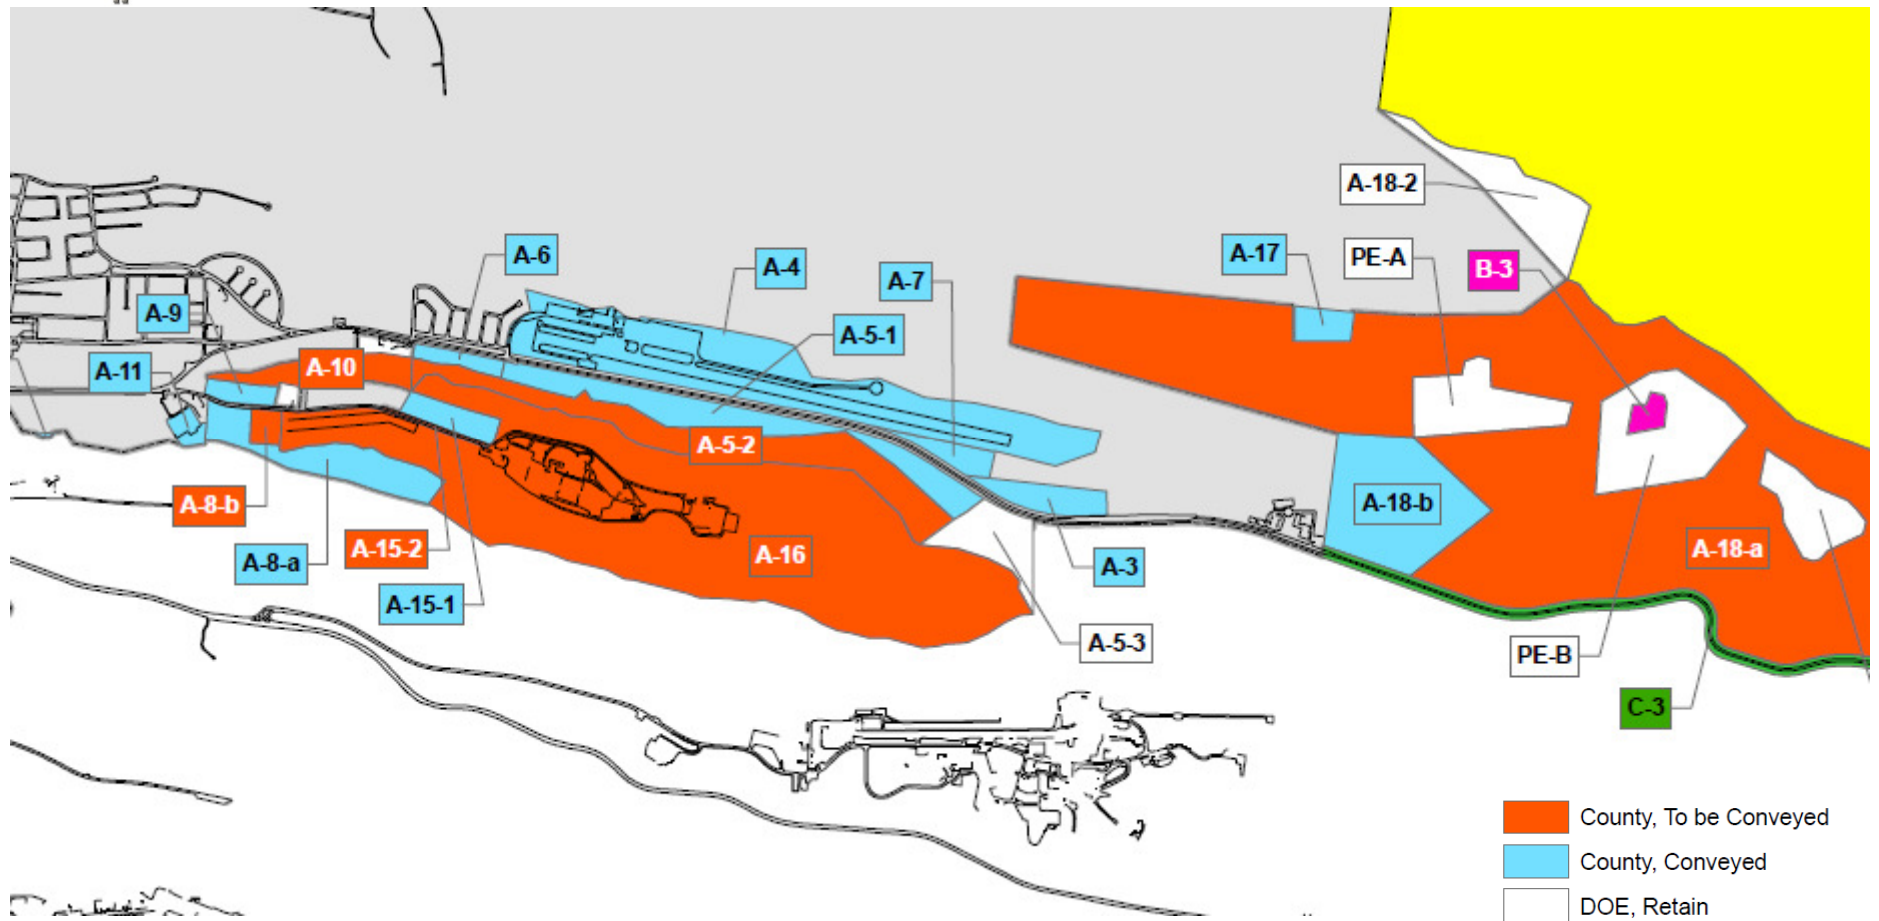 A-18-2
A-6
A-4
A-7
A-17
PE-A
B-3
A-9
A-5-1
A-11
A-10
A-5-2
A-8-b
A-18-b
A-15-2
A-16
A-18-a
A-8-a
A-3
A-15-1
A-5-3
PE-B
C-3
County, To be Conveyed
County, Conveyed
DOE, Retain